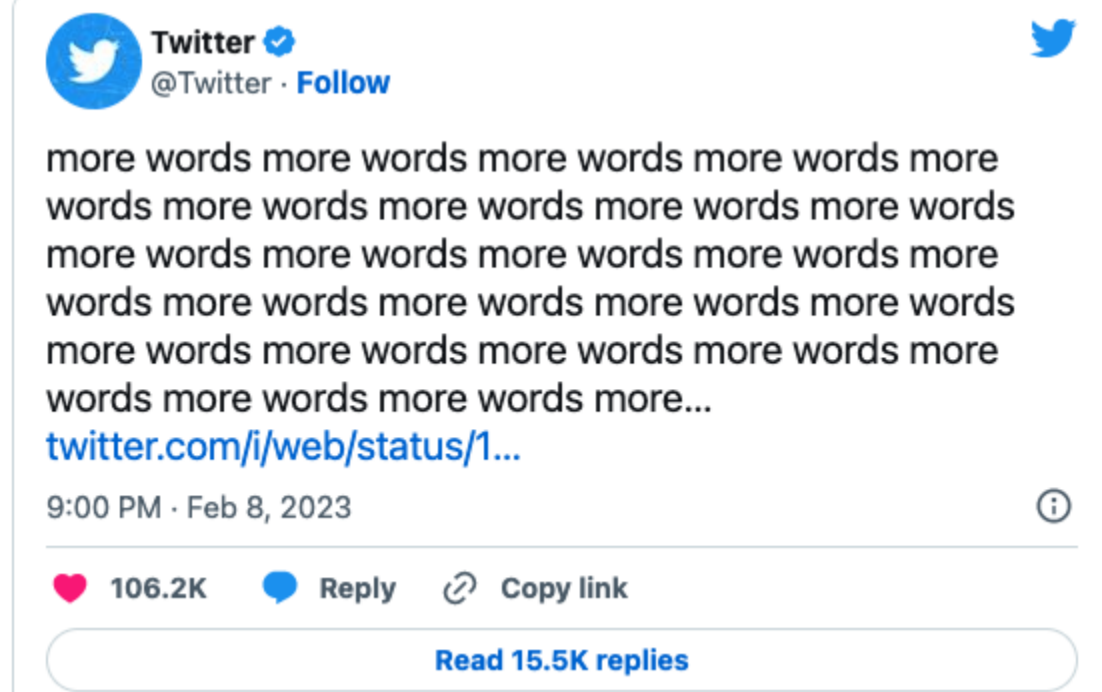 Twitter
@Twitter · Follow
more words more words more words more words more
words more words more words more words more words
more words more words more words more words more
words more words more words more words more words
more words more words more words more words more
words more words more words more...
twitter.com/i/web/status/1...
9:00 PM · Feb 8, 2023
106.2K Reply Copy link
Read 15.5K replies